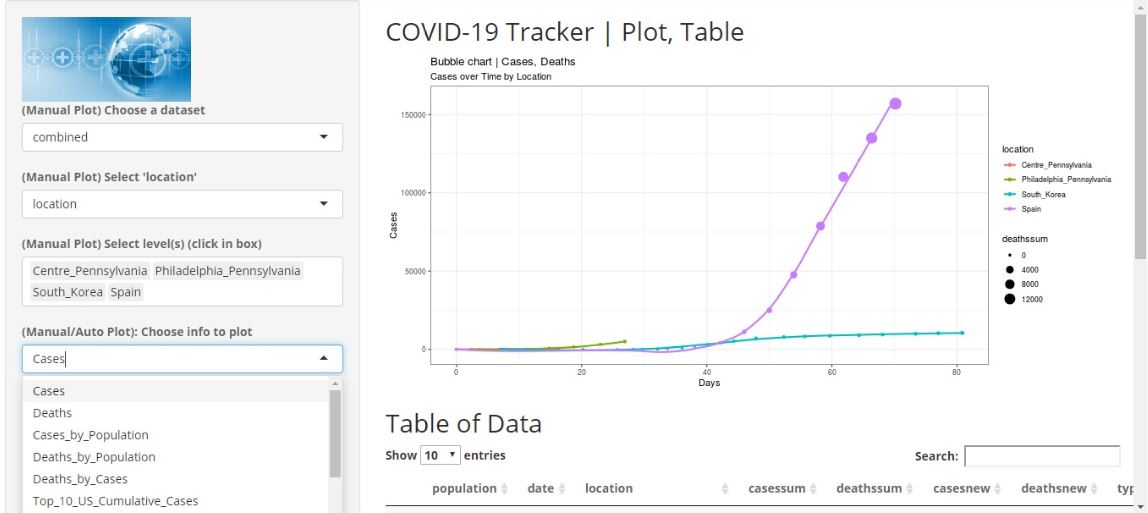 (Manual Plot) Choose a dataset
combined
(Manual Plot) Select 'location'
location
(Manual Plot) Select level(s) (click in box)
Centre_Pennsylvania Philadelphia_Pennsylvania
South_Korea Spain
(Manual/Auto Plot): Choose info to plot
Cases
Cases
Deaths
Cases_by_Population
Deaths_by_Population
Deaths_by_Cases
Top_10_US_Cumulative_Cases
COVID-19 Tracker | Plot, Table
Bubble chart | Cases, Deaths
Cases over Time by Location
150000
100000
50000
0
Cases
0 20 40 60 80
Days
location
Centre_Pennsylvania
Philadelphia_Pennsylvania
South_Korea
Spain
deathssum
0
4000
8000
12000
Table of Data
Show 10 entries
Search:
population date location casessum deathssum casesnew deathsnew typ